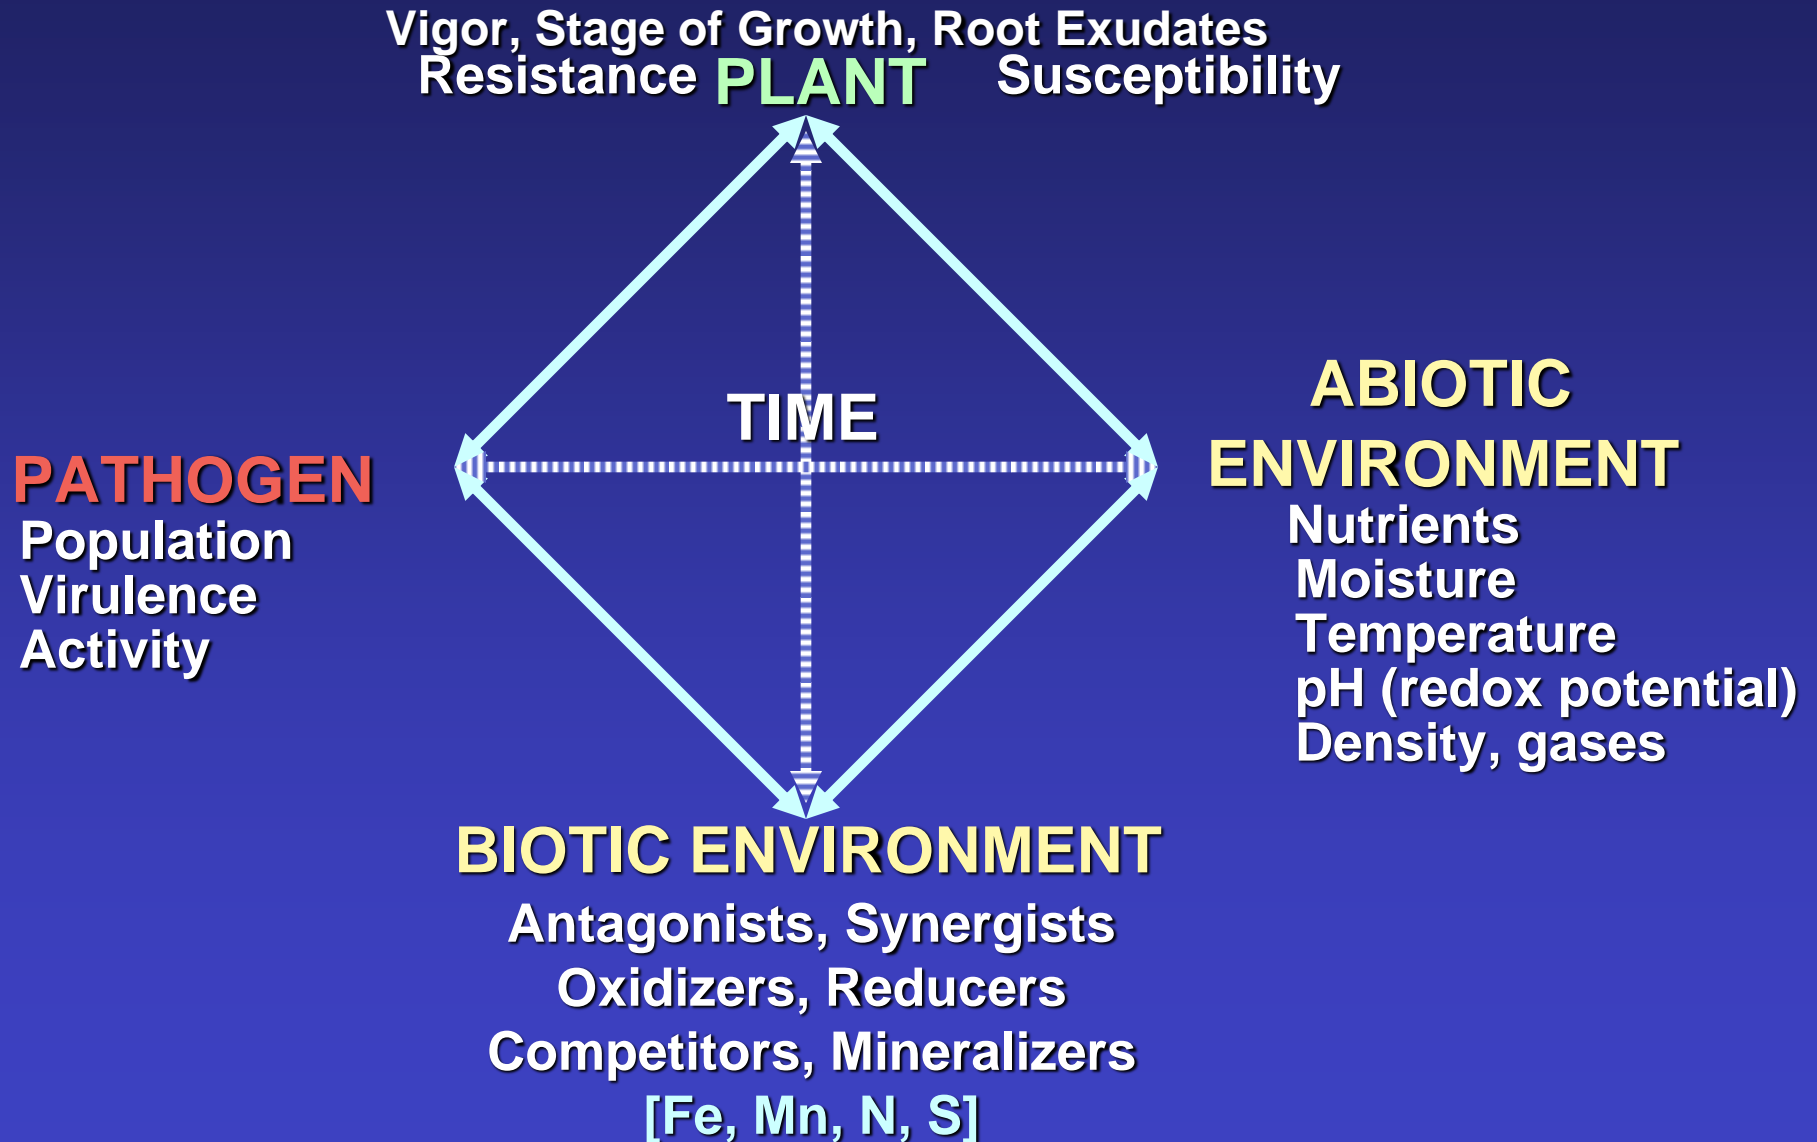 Vigor, Stage of Growth, Root Exudates
Resistance PLANT Susceptibility
TIME
PATHOGEN
Population
Virulence
Activity
ABIOTIC
ENVIRONMENT
Nutrients
Moisture
Temperature
pH (redox potential)
Density, gases
BIOTIC ENVIRONMENT
Antagonists, Synergists
Oxidizers, Reducers
Competitors, Mineralizers
[Fe, Mn, N, S]